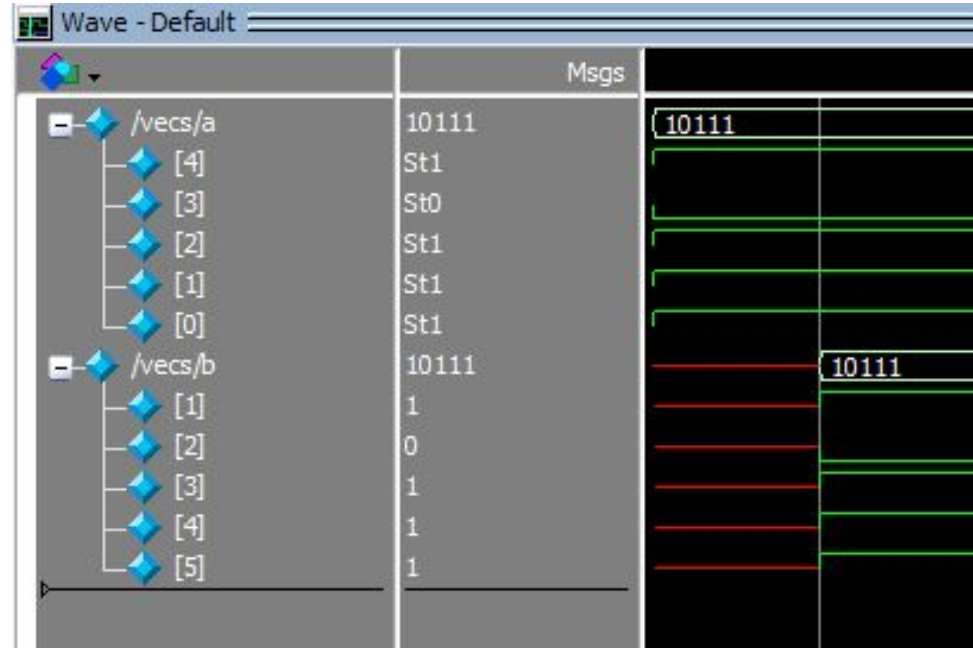 Wave - Default
Msgs
/vecs/a 10111 10111
[4] St1
[3] St0
[2] St1
[1] St1
[0] St1
/vecs/b 10111 10111
[1] 1
[2] 0
[3] 1
[4] 1
[5] 1